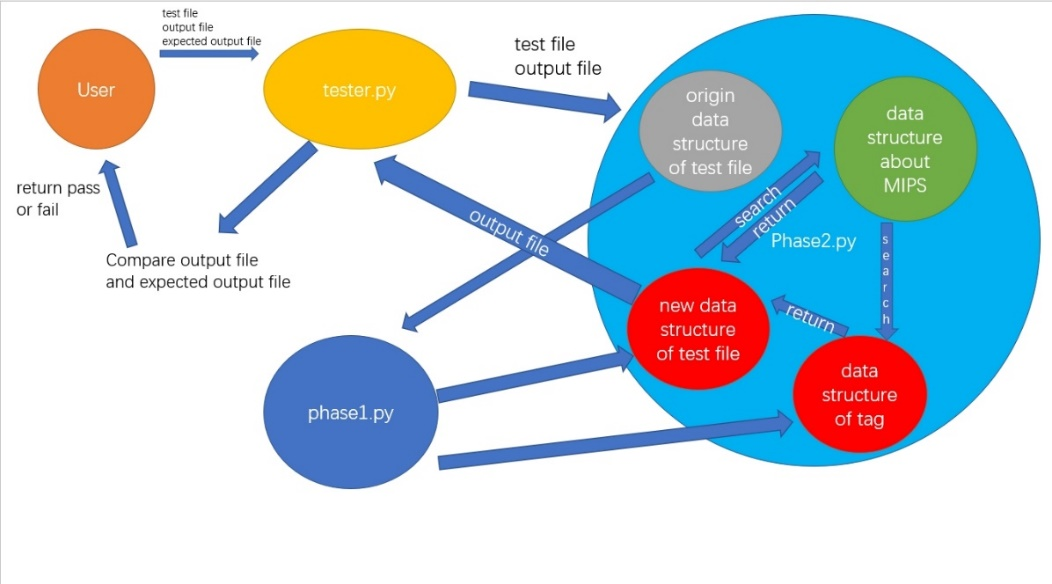 test file
output file
expected output file
User
tester.py
test file
output file
origin
data
structure
of test file
data
structure
about
MIPS
search
return
Phase2.py
search
return pass
or fail
output file
Compare output file
and expected output file
new data
structure
of test file
return
data
structure
of tag
phase1.py